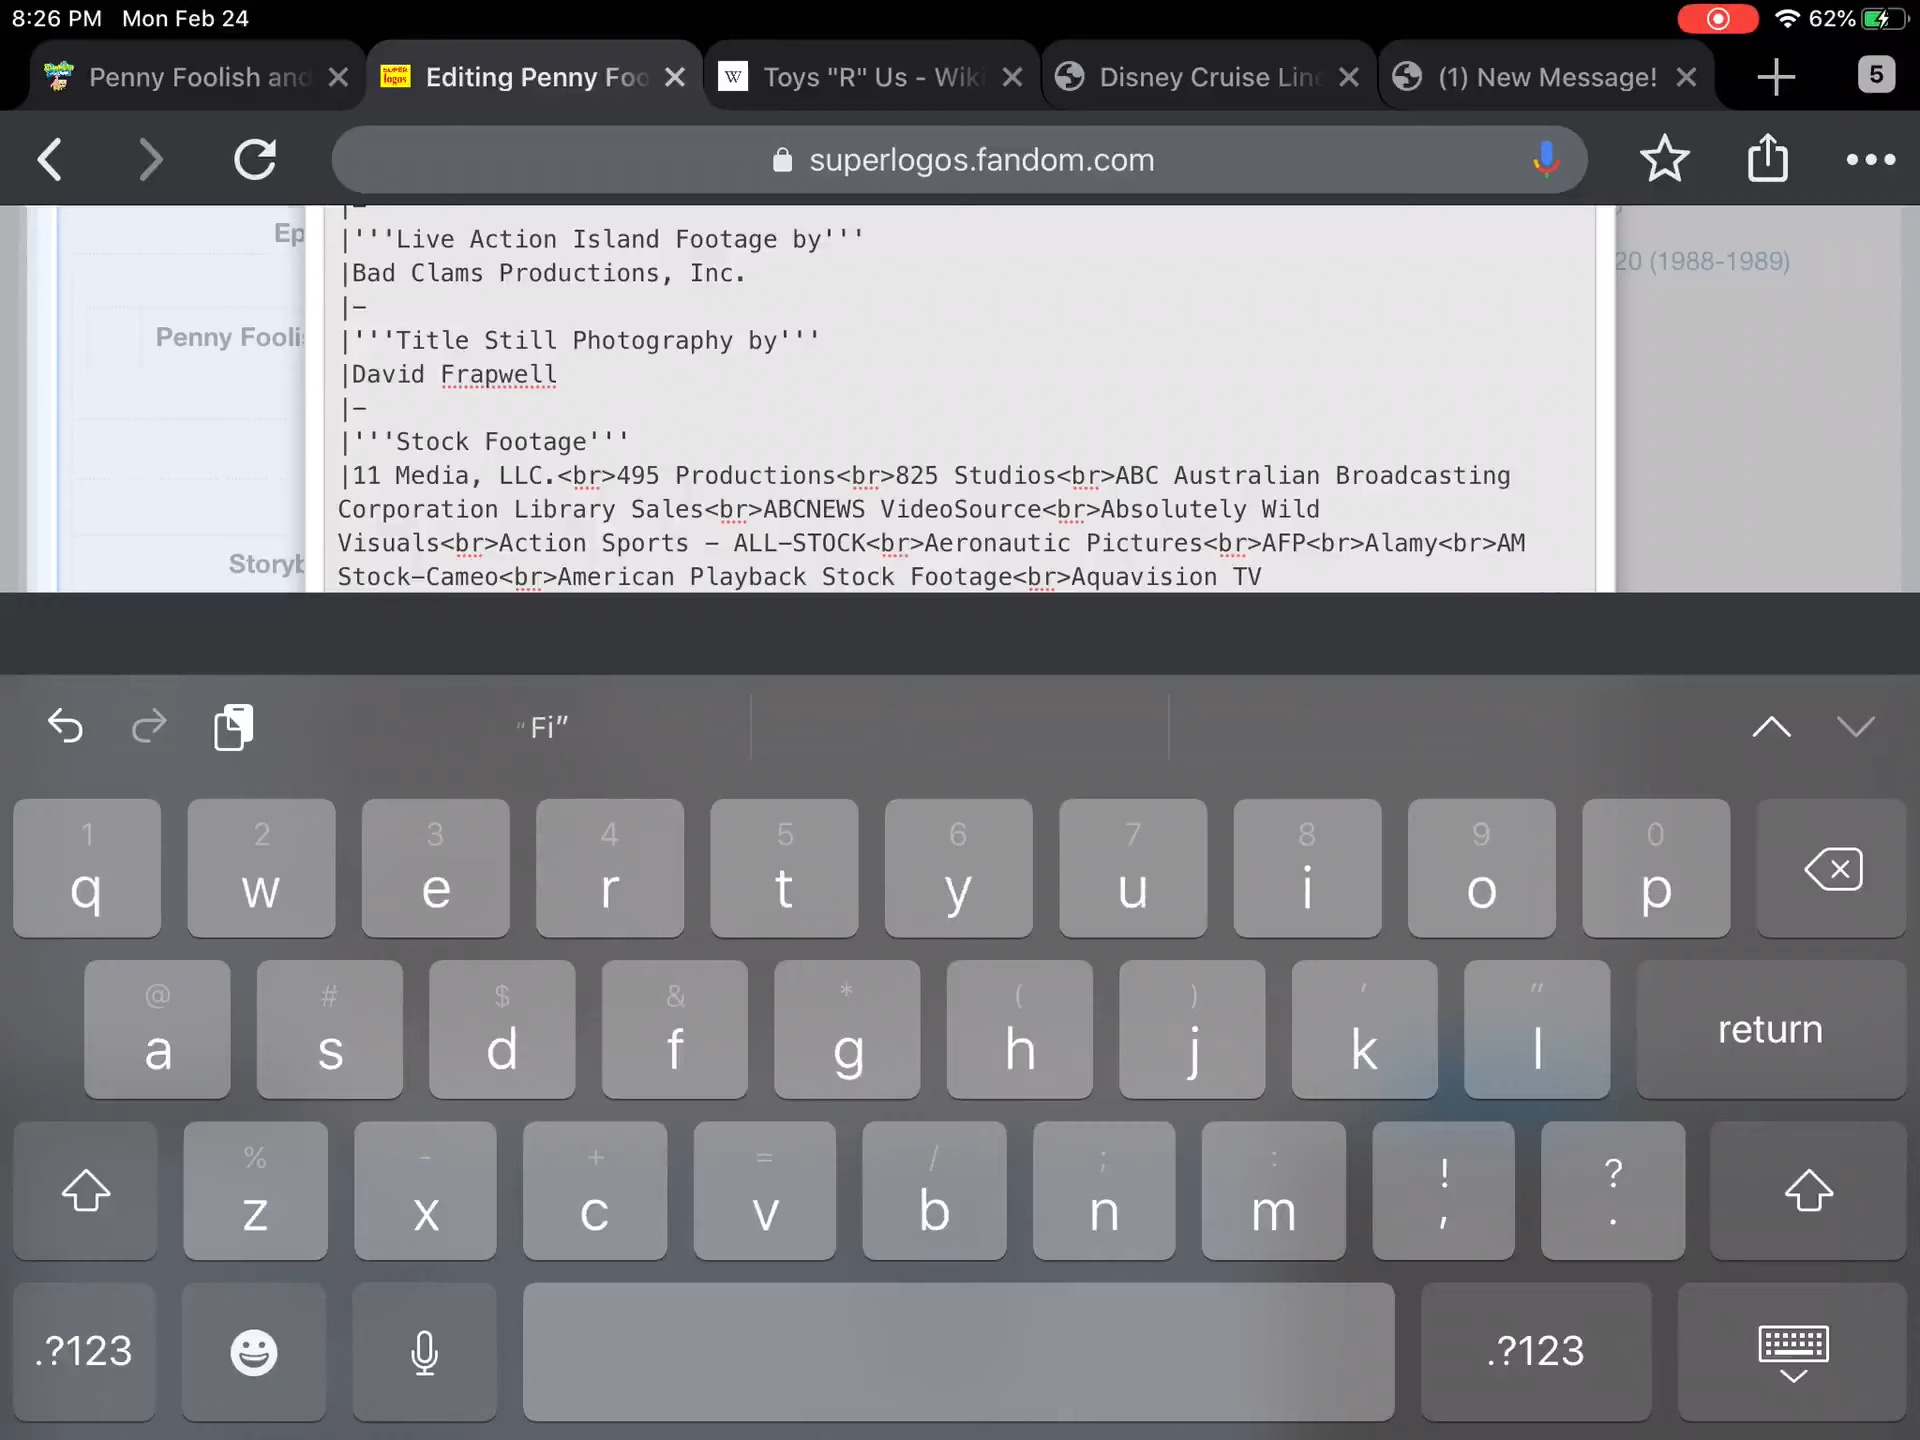 8:26 PM Mon Feb 24
62%
Penny Foolish and
SUPER logos
Editing Penny Foo
W
Toys "R" Us - Wiki
Disney Cruise Line
(1) New Message!
5
superlogos.fandom.com
Ep
Penny Fooli
Storyb
20 (1988-1989)
|-
|'''Live Action Island Footage by'''
|Bad Clams Productions, Inc.
|-
|'''Title Still Photography by'''
|David Frapwell
|-
|'''Stock Footage'''
|11 Media, LLC.<br>495 Productions<br>825 Studios<br>ABC Australian Broadcasting
Corporation Library Sales<br>ABCNEWS VideoSource<br>Absolutely Wild
Visuals<br>Action Sports - ALL-STOCK<br>Aeronautic Pictures<br>AFP<br>Alamy<br>AM
Stock-Cameo<br>American Playback Stock Footage<br>Aquavision TV
"Fi"
1 2 3 4 5 6 7 8 9 0
q w e r t y u i o p
@ # $ & * ( ) ' "
a s d f g h j k l return
% - + = / ; : ! ?
z x c v b n m , .
.?123 .?123